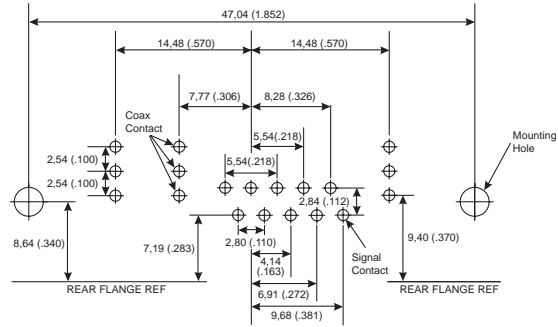 47,04 (1.852)
14,48 (.570)
14,48 (.570)
7,77 (.306)
8,28 (.326)
Coax
Contact
Mounting
Hole
5,54(.218)
2,54 (.100)
5,54(.218)
2,54 (.100)
2,84 (.112)
8,64 (.340)
7,19 (.283)
2,80 (.110)
9,40 (.370)
4,14
(.163)
Signal
Contact
REAR FLANGE REF
6,91 (.272)
REAR FLANGE REF
9,68 (.381)